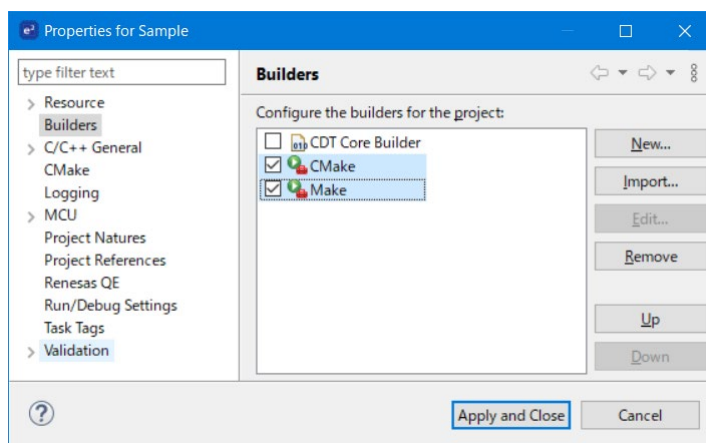 Properties for Sample
type filter text
Resource
Builders
C/C++ General
CMake
Logging
MCU
Project Natures
Project References
Renesas QE
Run/Debug Settings
Task Tags
Validation
Builders
Configure the builders for the project:
CDT Core Builder
CMake
Make
New...
Import...
Edit...
Remove
Up
Down
Apply and Close
Cancel